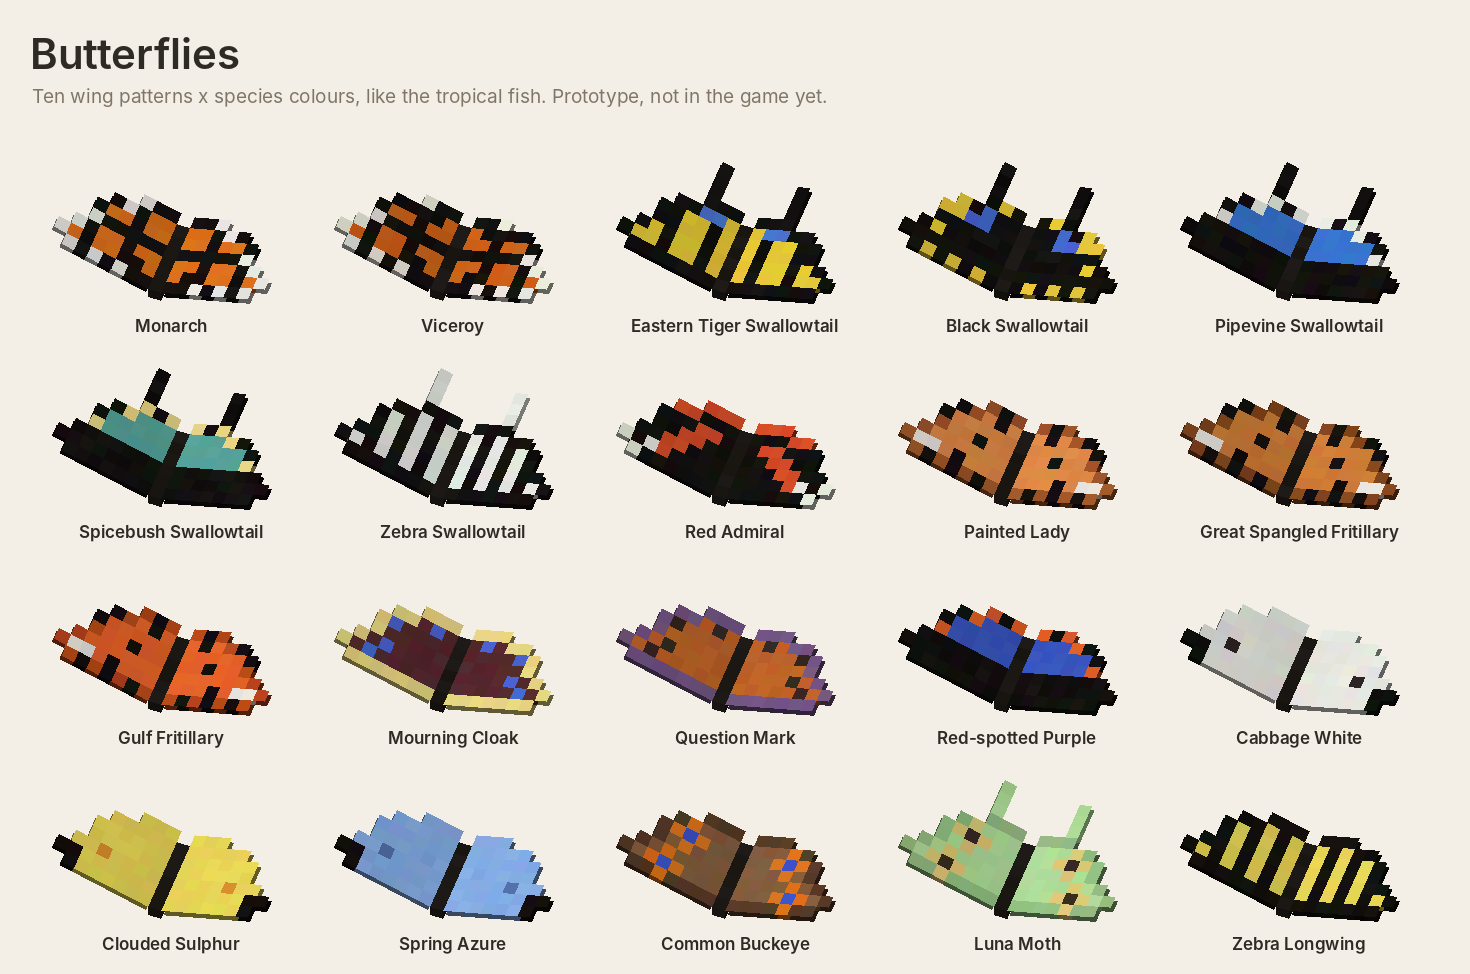 Butterflies
Ten wing patterns x species colours, like the tropical fish. Prototype, not in the game yet.
Monarch
Viceroy
Eastern Tiger Swallowtail
Black Swallowtail
Pipevine Swallowtail
Spicebush Swallowtail
Zebra Swallowtail
Red Admiral
Painted Lady
Great Spangled Fritillary
Gulf Fritillary
Mourning Cloak
Question Mark
Red-spotted Purple
Cabbage White
Clouded Sulphur
Spring Azure
Common Buckeye
Luna Moth
Zebra Longwing